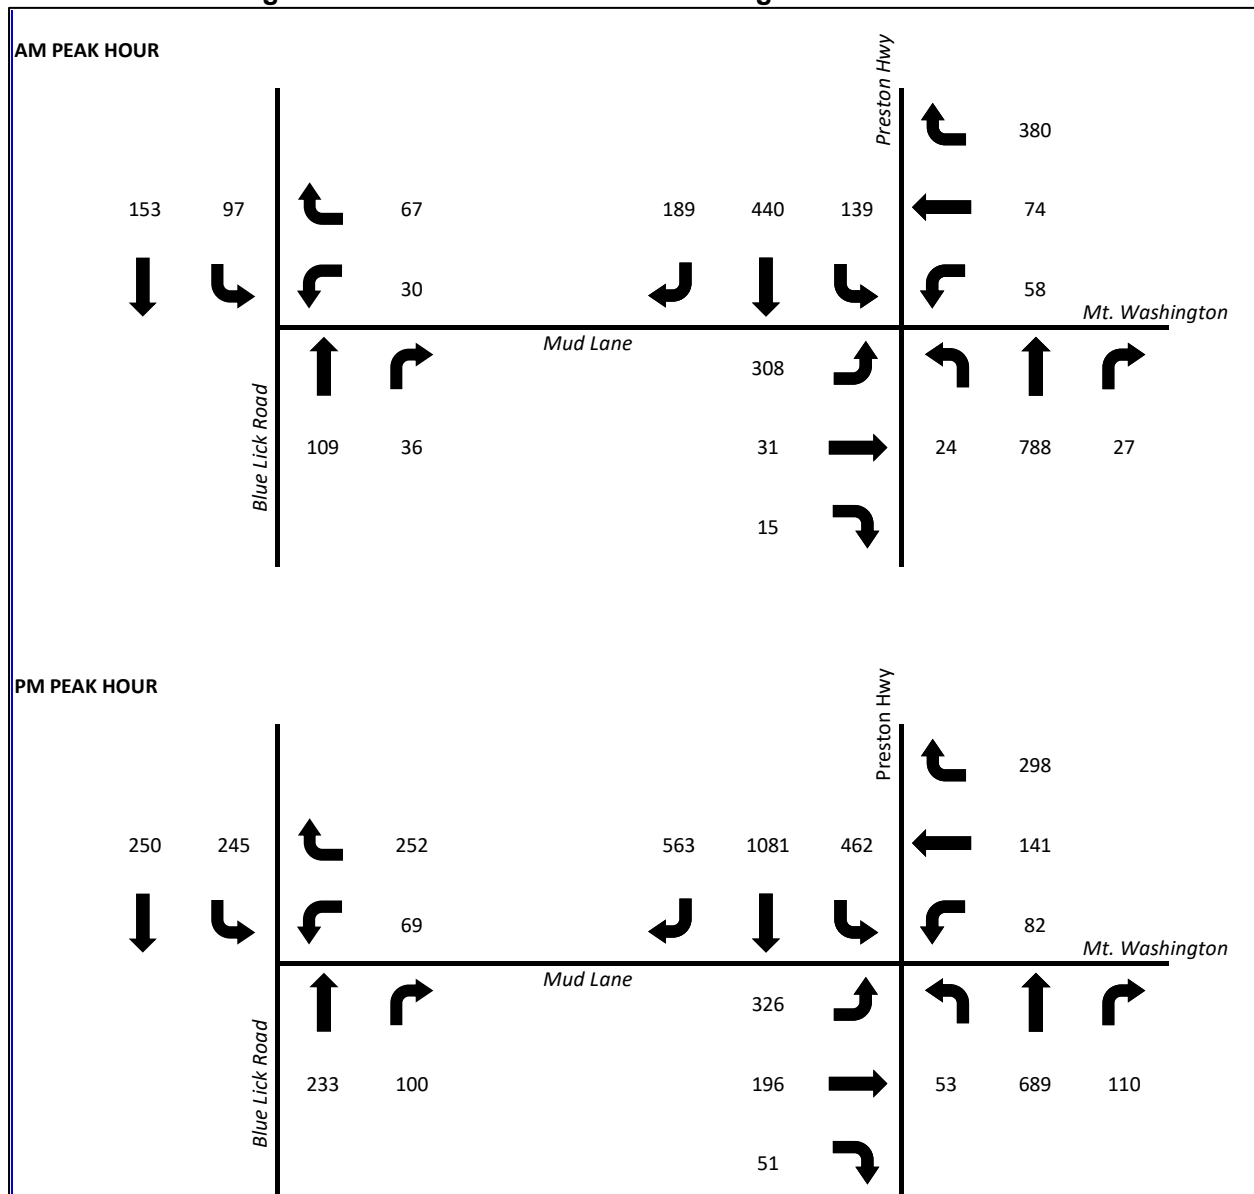 AM PEAK HOUR
Preston Hwy
380
153 97 67 189 440 139 74
30 58
Mt. Washington
Mud Lane
308
Blue Lick Road
109 36 31 24 788 27
15
PM PEAK HOUR
Preston Hwy
298
250 245 252 563 1081 462 141
69 82
Mt. Washington
Mud Lane
326
Blue Lick Road
233 100 196 53 689 110
51